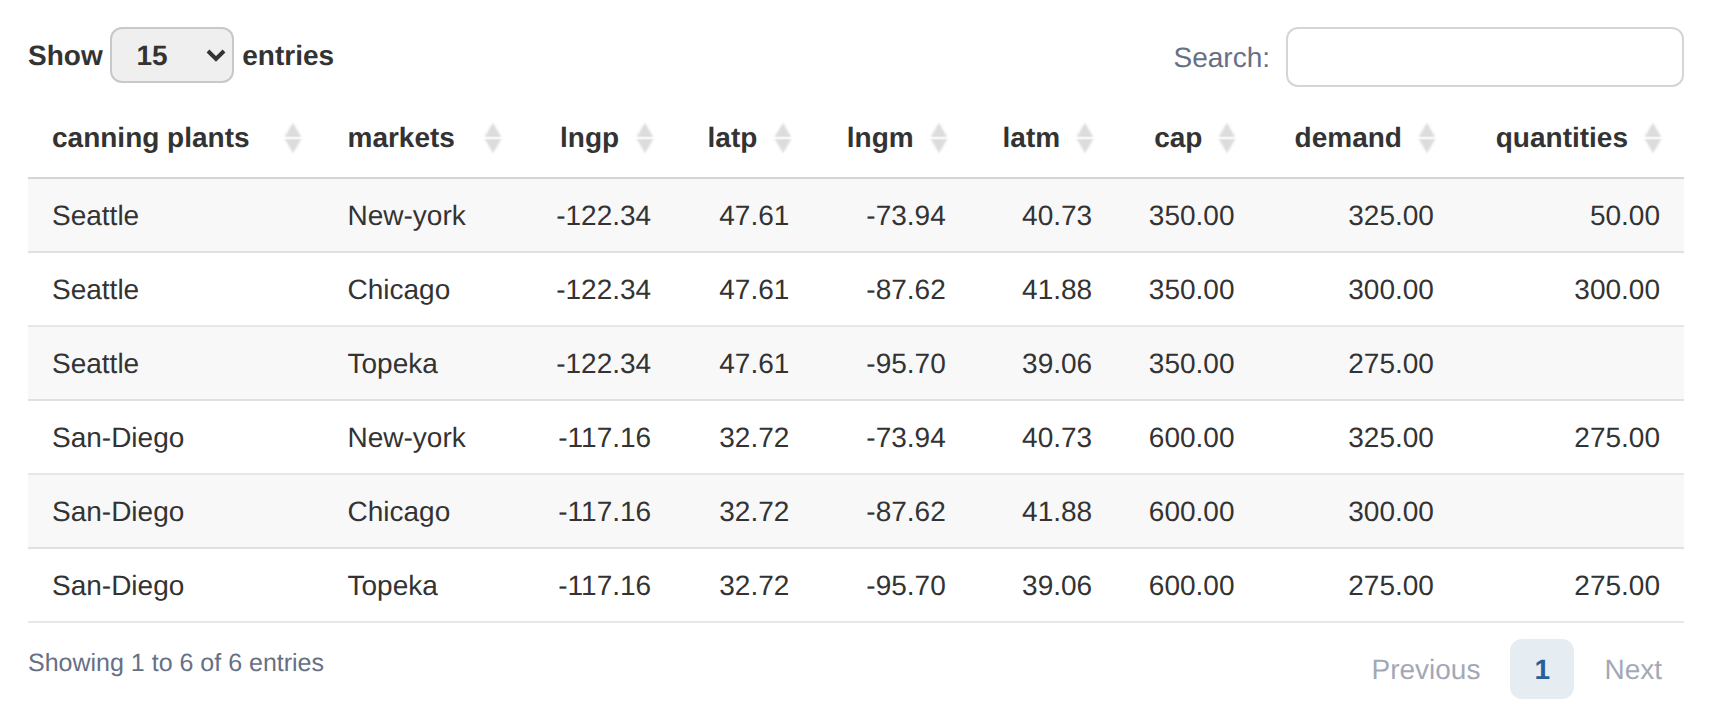 Show 15 entries Search:
canning plants markets lngp latp lngm latm cap demand quantities
Seattle New-york -122.34 47.61 -73.94 40.73 350.00 325.00 50.00
Seattle Chicago -122.34 47.61 -87.62 41.88 350.00 300.00 300.00
Seattle Topeka -122.34 47.61 -95.70 39.06 350.00 275.00
San-Diego New-york -117.16 32.72 -73.94 40.73 600.00 325.00 275.00
San-Diego Chicago -117.16 32.72 -87.62 41.88 600.00 300.00
San-Diego Topeka -117.16 32.72 -95.70 39.06 600.00 275.00 275.00
Showing 1 to 6 of 6 entries Previous 1 Next